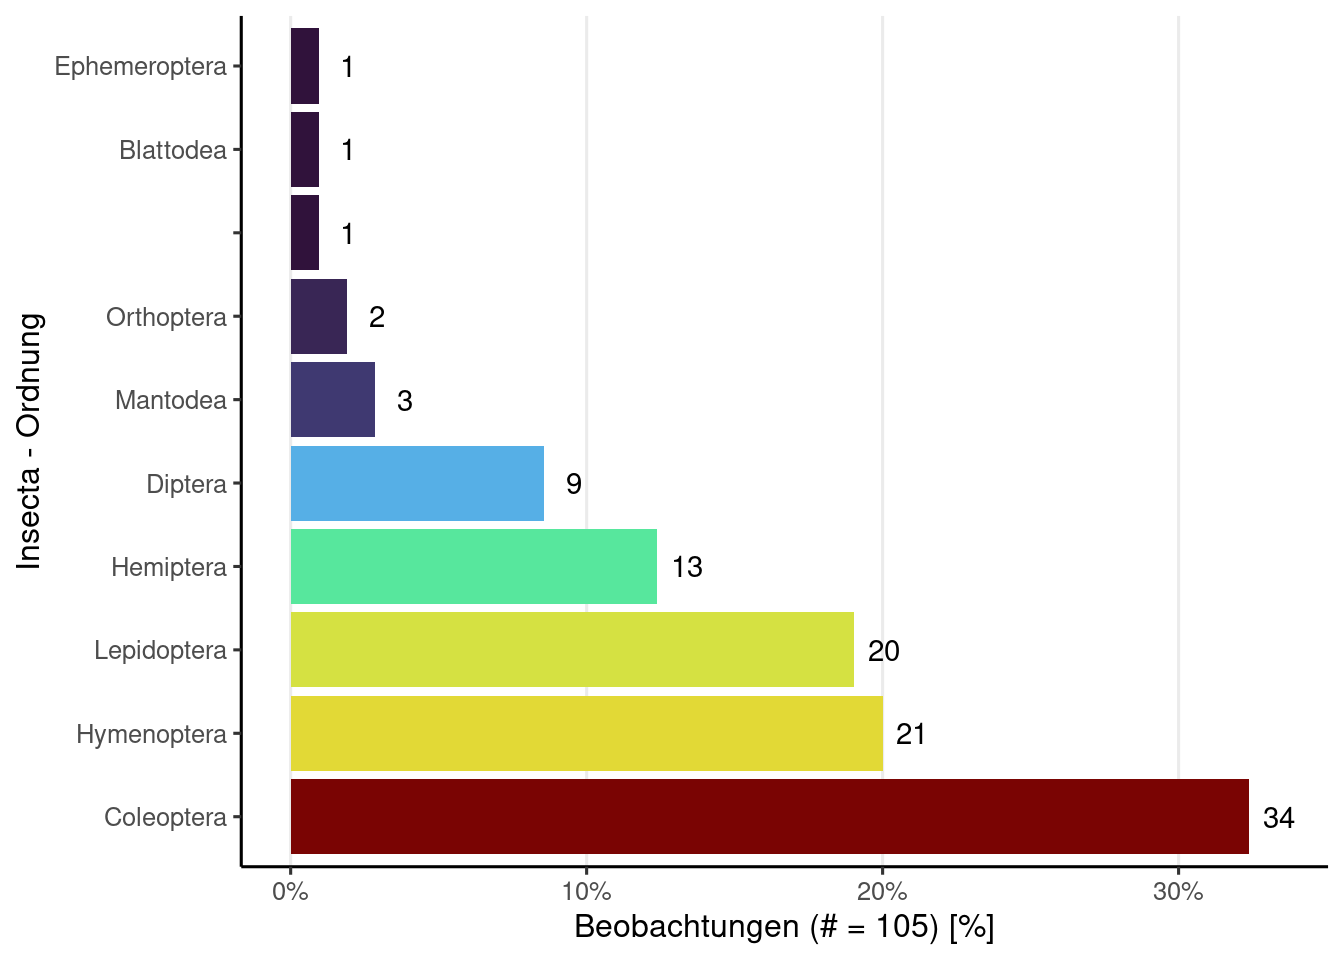 Ephemeroptera 1
Blattodea 1
1
Orthoptera 2
Mantodea 3
Diptera 9
Hemiptera 13
Lepidoptera 20
Hymenoptera 21
Coleoptera 34
Insecta - Ordnung
0% 10% 20% 30%
Beobachtungen (# = 105) [%]